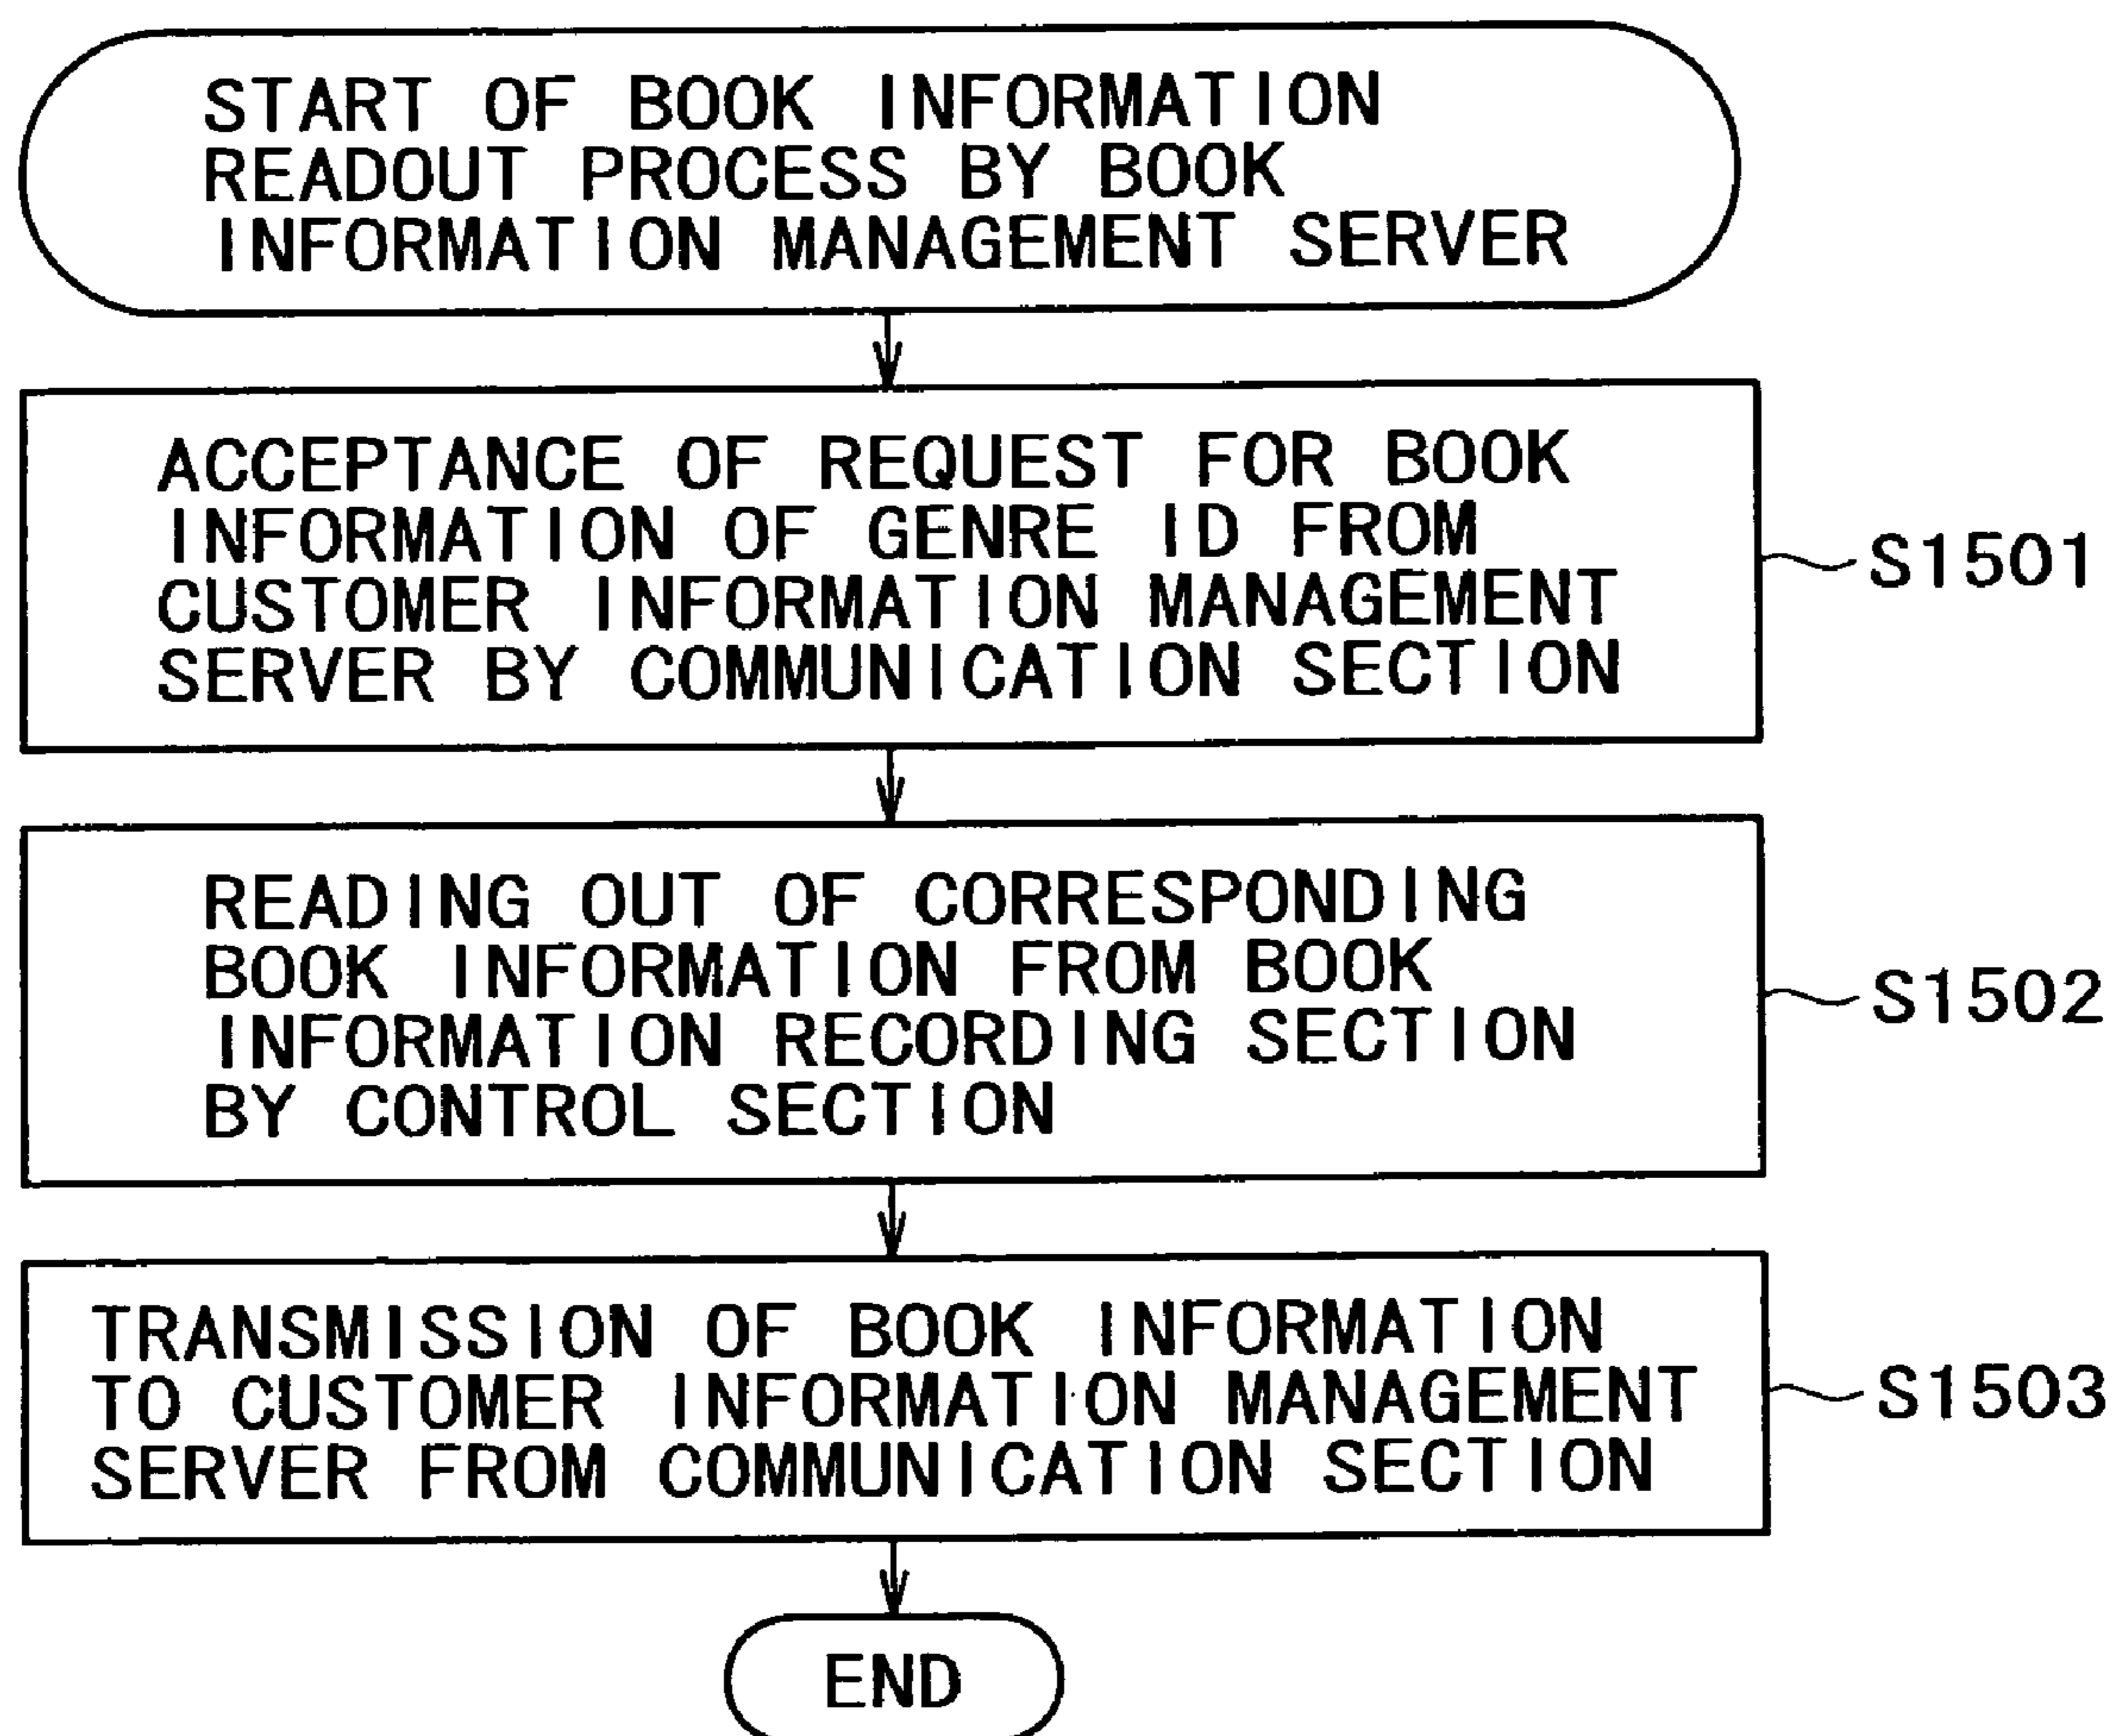 START OF BOOK INFORMATION
READOUT PROCESS BY BOOK
INFORMATION MANAGEMENT SERVER
ACCEPTANCE OF REQUEST FOR BOOK
INFORMATION OF GENRE ID FROM
CUSTOMER INFORMATION MANAGEMENT
SERVER BY COMMUNICATION SECTION
S1501
READING OUT OF CORRESPONDING
BOOK INFORMATION FROM BOOK
INFORMATION RECORDING SECTION
BY CONTROL SECTION
S1502
TRANSMISSION OF BOOK INFORMATION
TO CUSTOMER INFORMATION MANAGEMENT
SERVER FROM COMMUNICATION SECTION
S1503
END